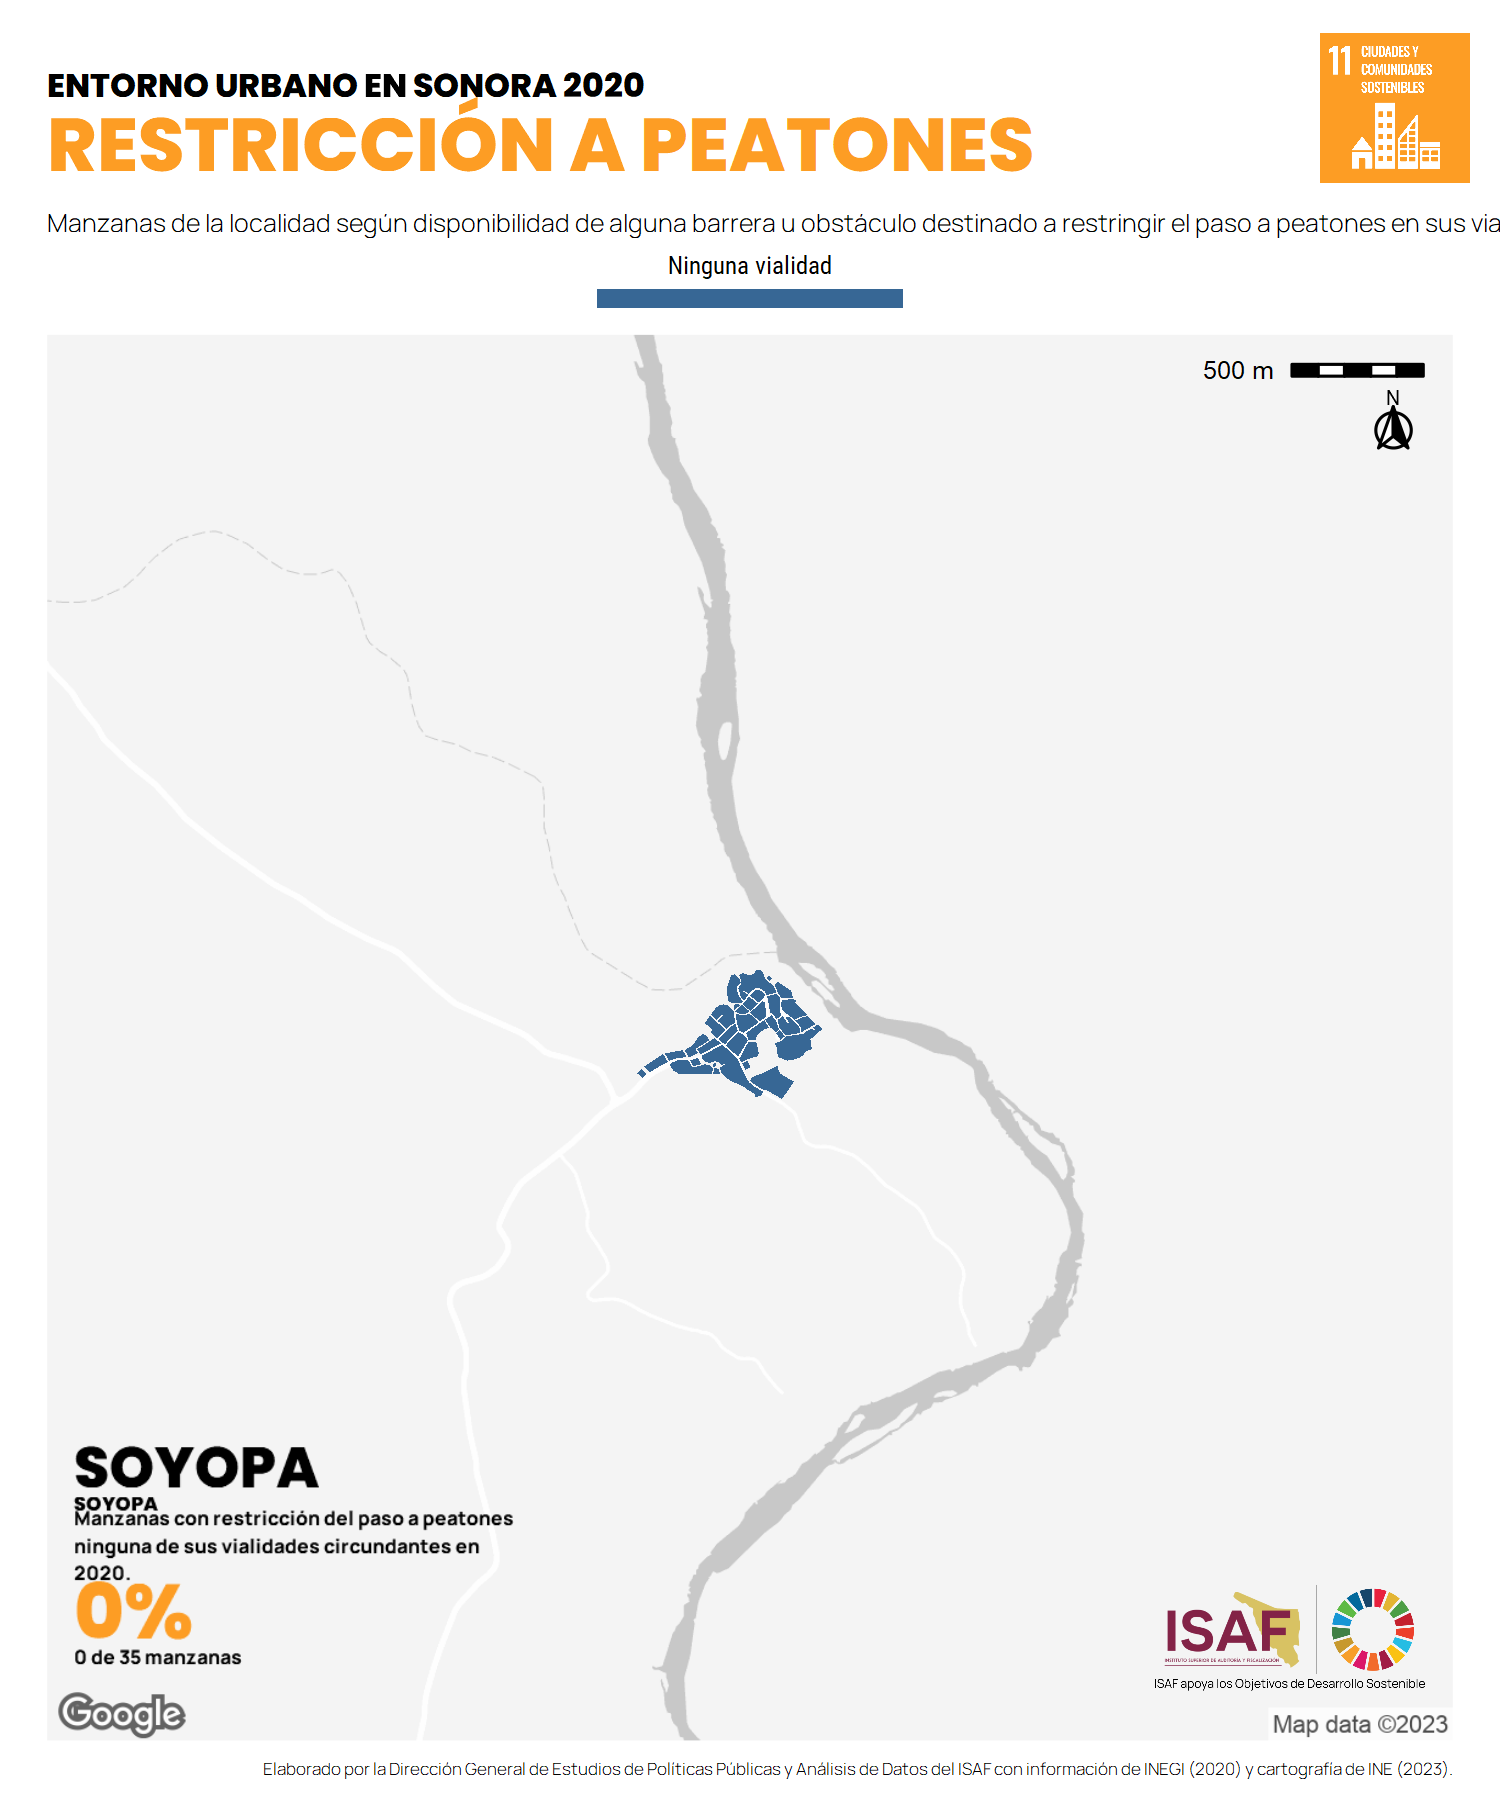 ENTORNO URBANO EN SONORA 2020
RESTRICCIÓN A PEATONES
11 CIUDADES Y
COMUNIDADES
SOSTENIBLES
Manzanas de la localidad según disponibilidad de alguna barrera u obstáculo destinado a restringir el paso a peatones en sus via
Ninguna vialidad
500 m
N
SOYOPA
SOYOPA
Manzanas con restricción del paso a peatones
ninguna de sus vialidades circundantes en
2020.
0%
0 de 35 manzanas
ISAF
INSTITUTO SUPERIOR DE AUDITORÍA Y FISCALIZACIÓN
ISAF apoya los Objetivos de Desarrollo Sostenible
Google
Map data ©2023
Elaborado por la Dirección General de Estudios de Políticas Públicas y Análisis de Datos del ISAF con información de INEGI (2020) y cartografía de INE (2023).